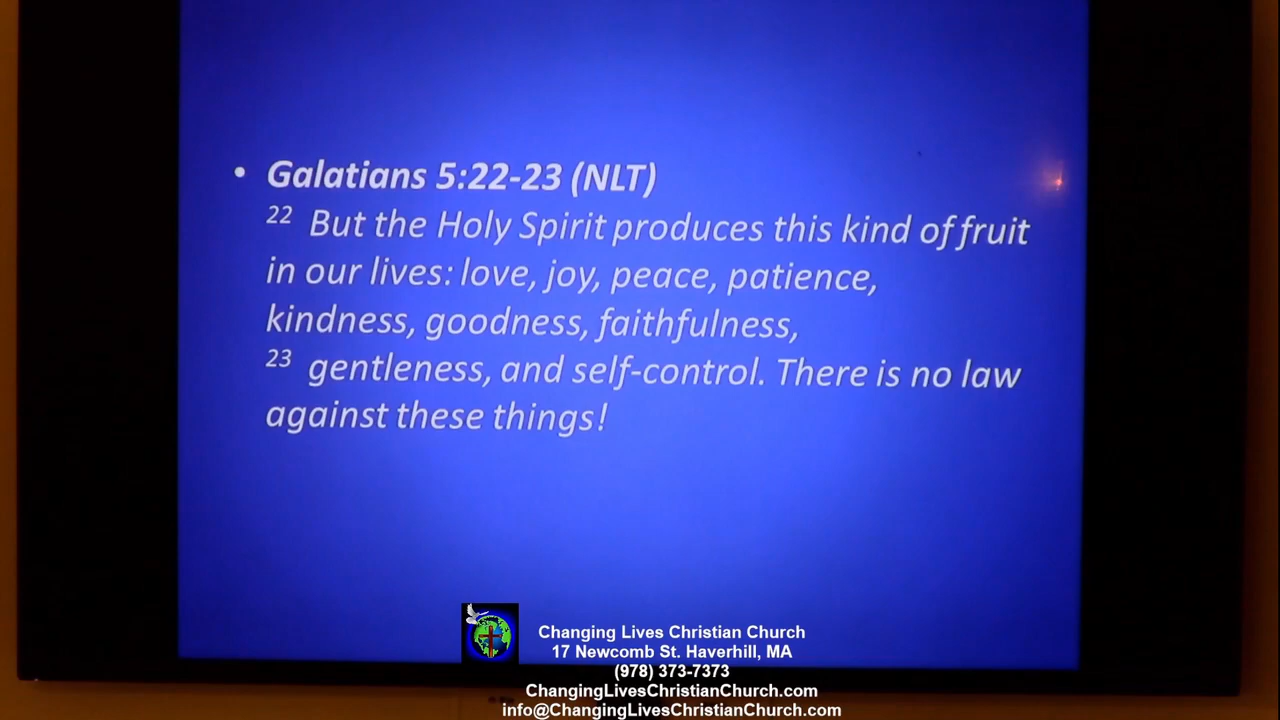 • Galatians 5:22-23 (NLT)
22 But the Holy Spirit produces this kind of fruit
in our lives: love, joy, peace, patience,
kindness, goodness, faithfulness,
23 gentleness, and self-control. There is no law
against these things!
Changing Lives Christian Church
17 Newcomb St. Haverhill, MA
(978) 373-7373
ChangingLivesChristianChurch.com
info@ChangingLivesChristianChurch.com